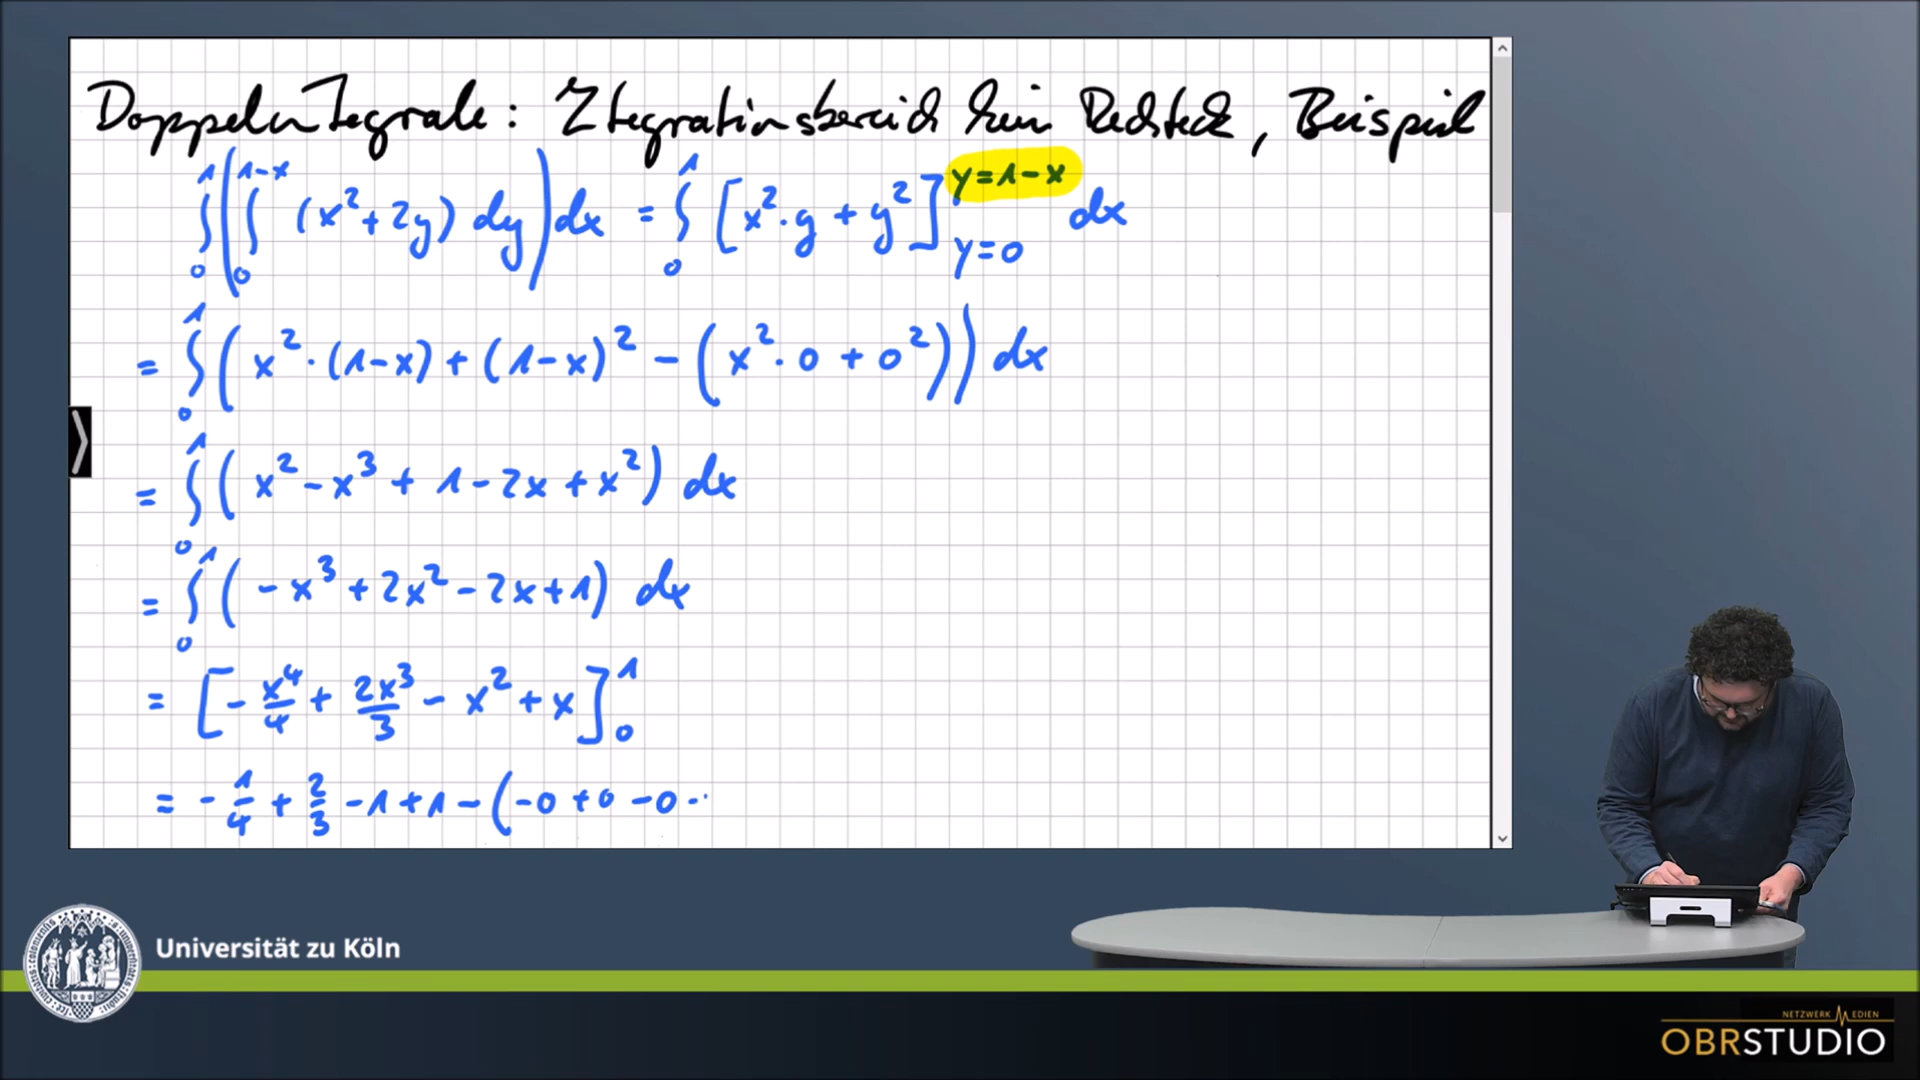 Doppelintegrale: Integrationsbereich kein Rechteck, Beispiel
∫₀¹ ( ∫₀¹⁻ˣ (x² + 2y) dy ) dx = ∫₀¹ [x²·y + y²]_{y=0}^{y=1-x} dx
= ∫₀¹ ( x²·(1-x) + (1-x)² - (x²·0 + 0²) ) dx
= ∫₀¹ ( x² - x³ + 1 - 2x + x² ) dx
= ∫₀¹ ( -x³ + 2x² - 2x + 1 ) dx
= [ -x⁴/4 + 2x³/3 - x² + x ]₀¹
= -1/4 + 2/3 - 1 + 1 - (-0 + 0 - 0 -
Universität zu Köln
NETZWERK MEDIEN
OBRSTUDIO